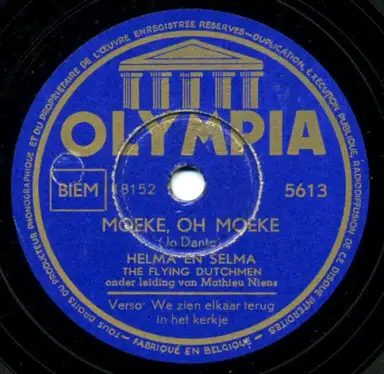 TOUS DROITS DU PRODUCTEUR PHONOGRAPHIQUE ET DU PROPRIETAIRE DE L'ŒUVRE ENREGISTREE RESERVES - DUPLICATION, EXECUTION PUBLIQUE, RADIODIFFUSION DE CE DISQUE INTERDITES
OLYMPIA
BIEM 18152 5613
MOEKE, OH MOEKE
(Jo Dante)
HELMA EN SELMA
THE FLYING DUTCHMEN
onder leiding van Mathieu Niens
Verso: We zien elkaar terug
in het kerkje
FABRIQUÉ EN BELGIQUE